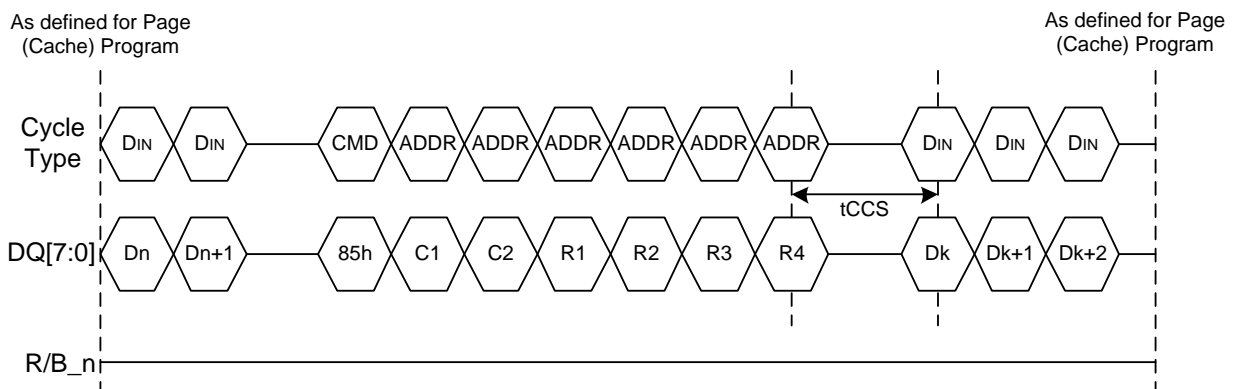 As defined for Page
(Cache) Program
As defined for Page
(Cache) Program
Cycle
Type
DIN DIN CMD ADDR ADDR ADDR ADDR ADDR ADDR DIN DIN DIN
tCCS
DQ[7:0] Dn Dn+1 85h C1 C2 R1 R2 R3 R4 Dk Dk+1 Dk+2
R/B_n